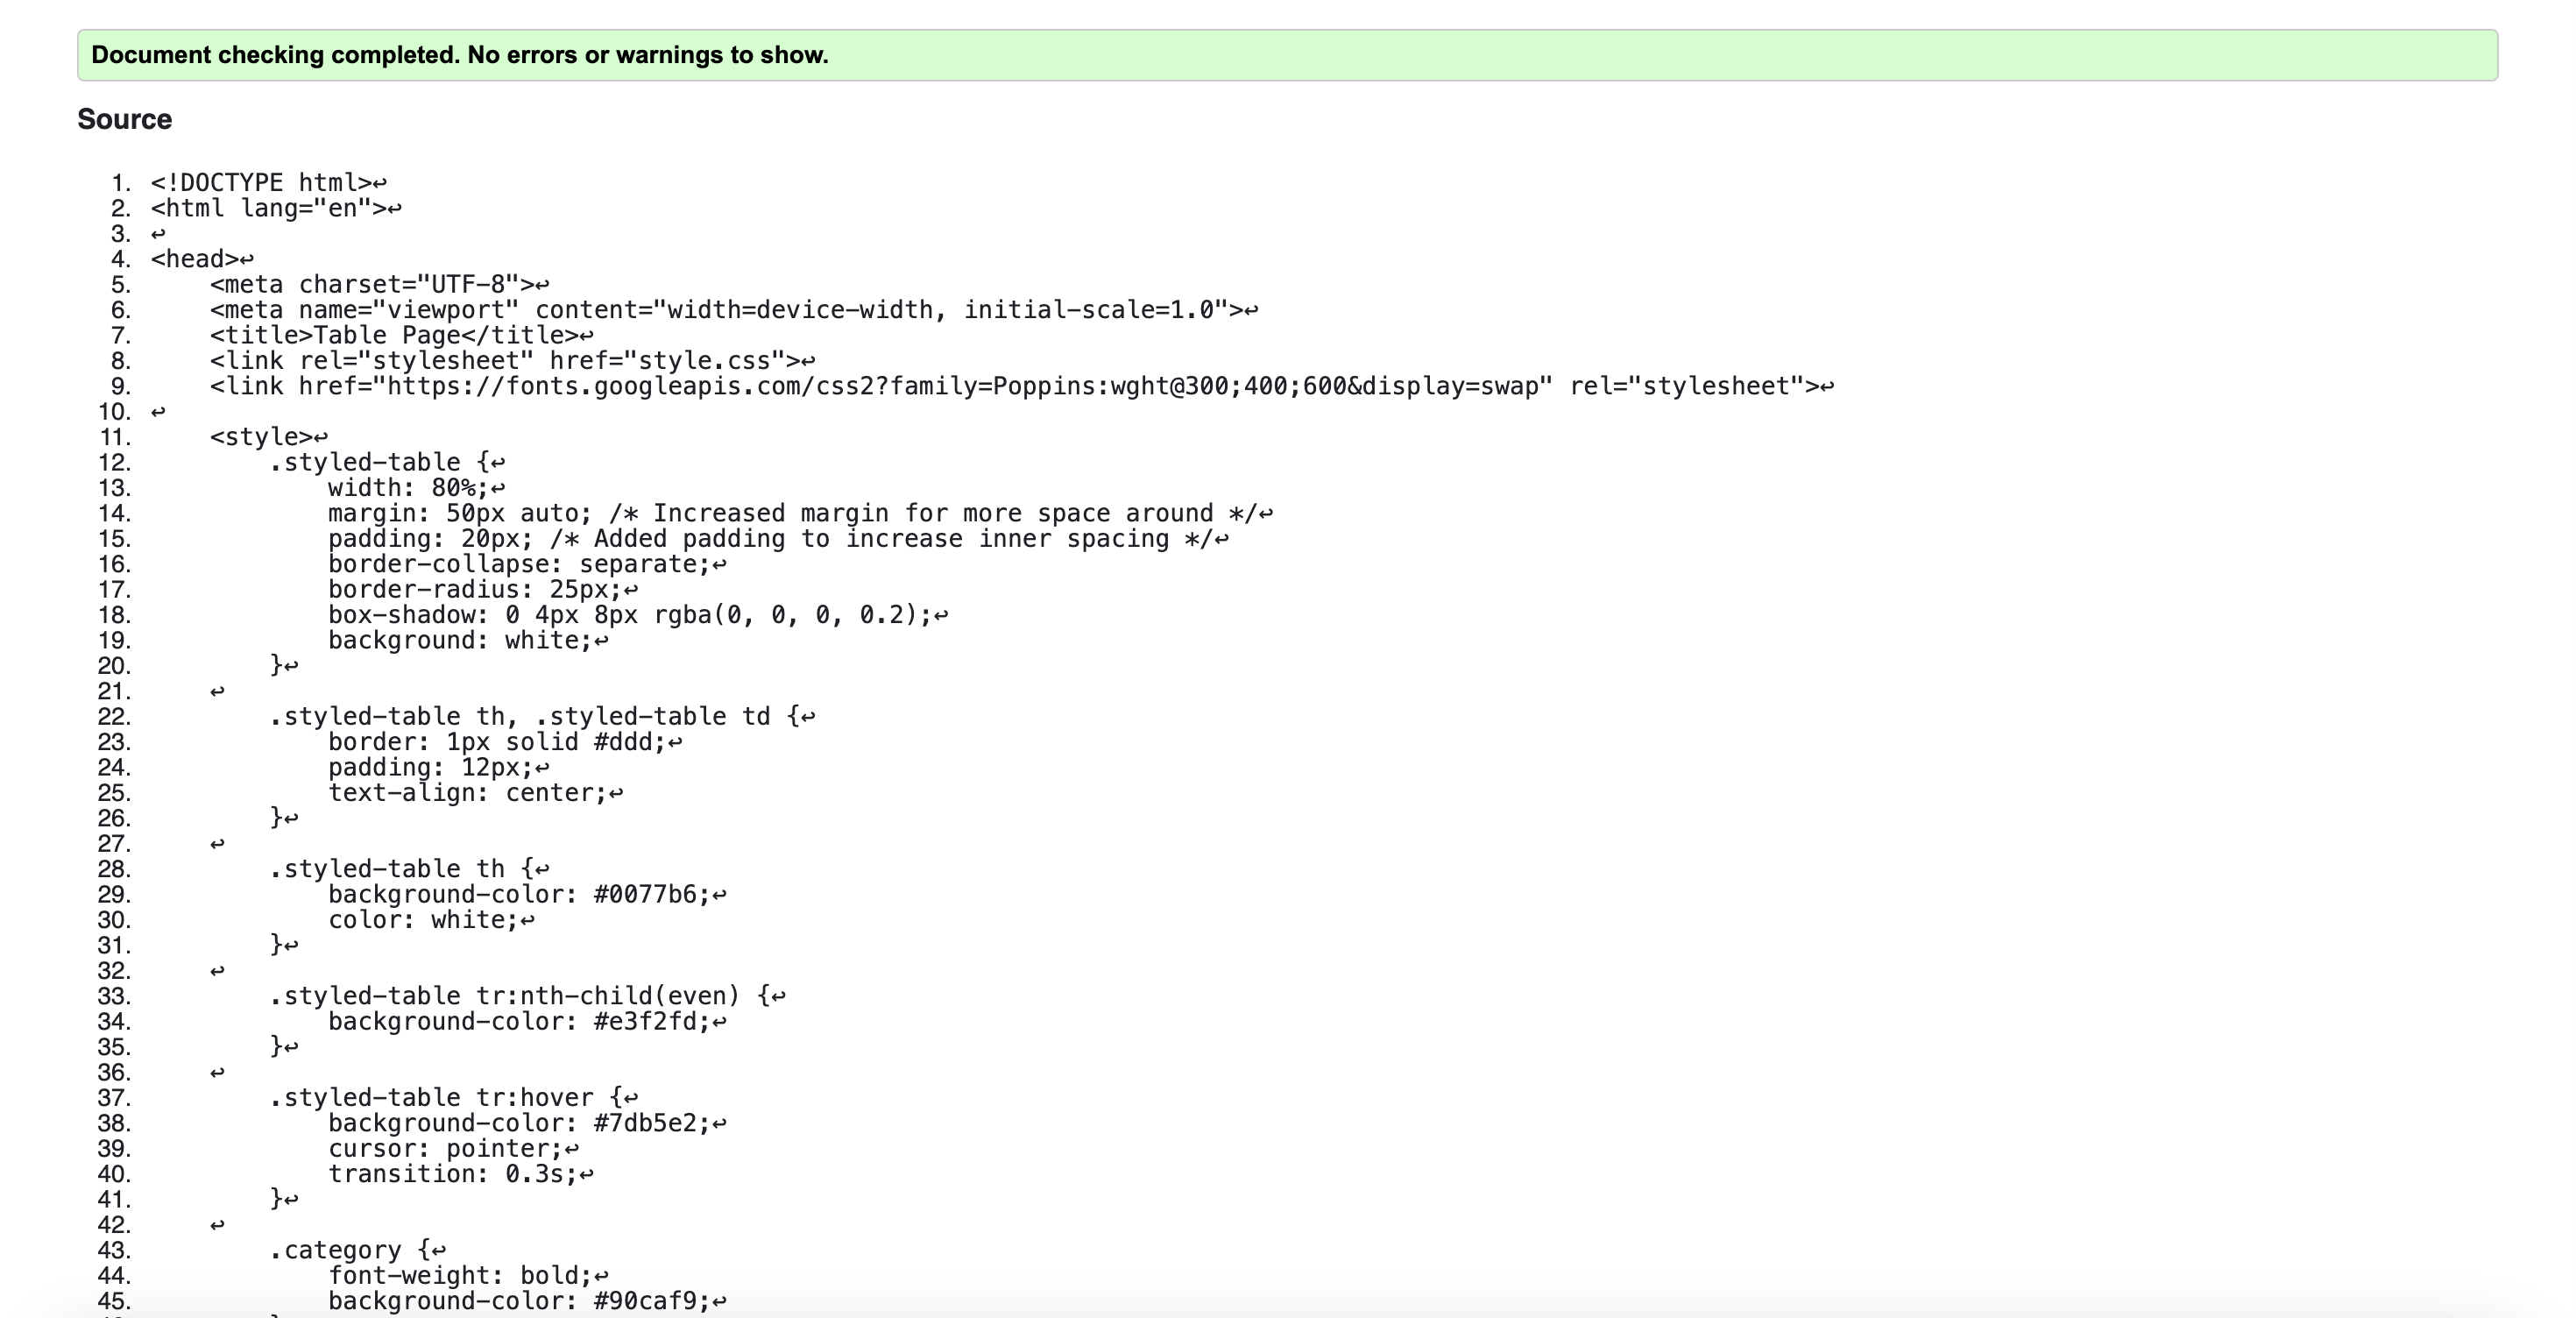 Document checking completed. No errors or warnings to show.
Source
1. <!DOCTYPE html>↩
2. <html lang="en">↩
3. ↩
4. <head>↩
5.     <meta charset="UTF-8">↩
6.     <meta name="viewport" content="width=device-width, initial-scale=1.0">↩
7.     <title>Table Page</title>↩
8.     <link rel="stylesheet" href="style.css">↩
9.     <link href="https://fonts.googleapis.com/css2?family=Poppins:wght@300;400;600&display=swap" rel="stylesheet">↩
10. ↩
11.     <style>↩
12.         .styled-table {↩
13.             width: 80%;↩
14.             margin: 50px auto; /* Increased margin for more space around */↩
15.             padding: 20px; /* Added padding to increase inner spacing */↩
16.             border-collapse: separate;↩
17.             border-radius: 25px;↩
18.             box-shadow: 0 4px 8px rgba(0, 0, 0, 0.2);↩
19.             background: white;↩
20.         }↩
21.     ↩
22.         .styled-table th, .styled-table td {↩
23.             border: 1px solid #ddd;↩
24.             padding: 12px;↩
25.             text-align: center;↩
26.         }↩
27.     ↩
28.         .styled-table th {↩
29.             background-color: #0077b6;↩
30.             color: white;↩
31.         }↩
32.     ↩
33.         .styled-table tr:nth-child(even) {↩
34.             background-color: #e3f2fd;↩
35.         }↩
36.     ↩
37.         .styled-table tr:hover {↩
38.             background-color: #7db5e2;↩
39.             cursor: pointer;↩
40.             transition: 0.3s;↩
41.         }↩
42.     ↩
43.         .category {↩
44.             font-weight: bold;↩
45.             background-color: #90caf9;↩